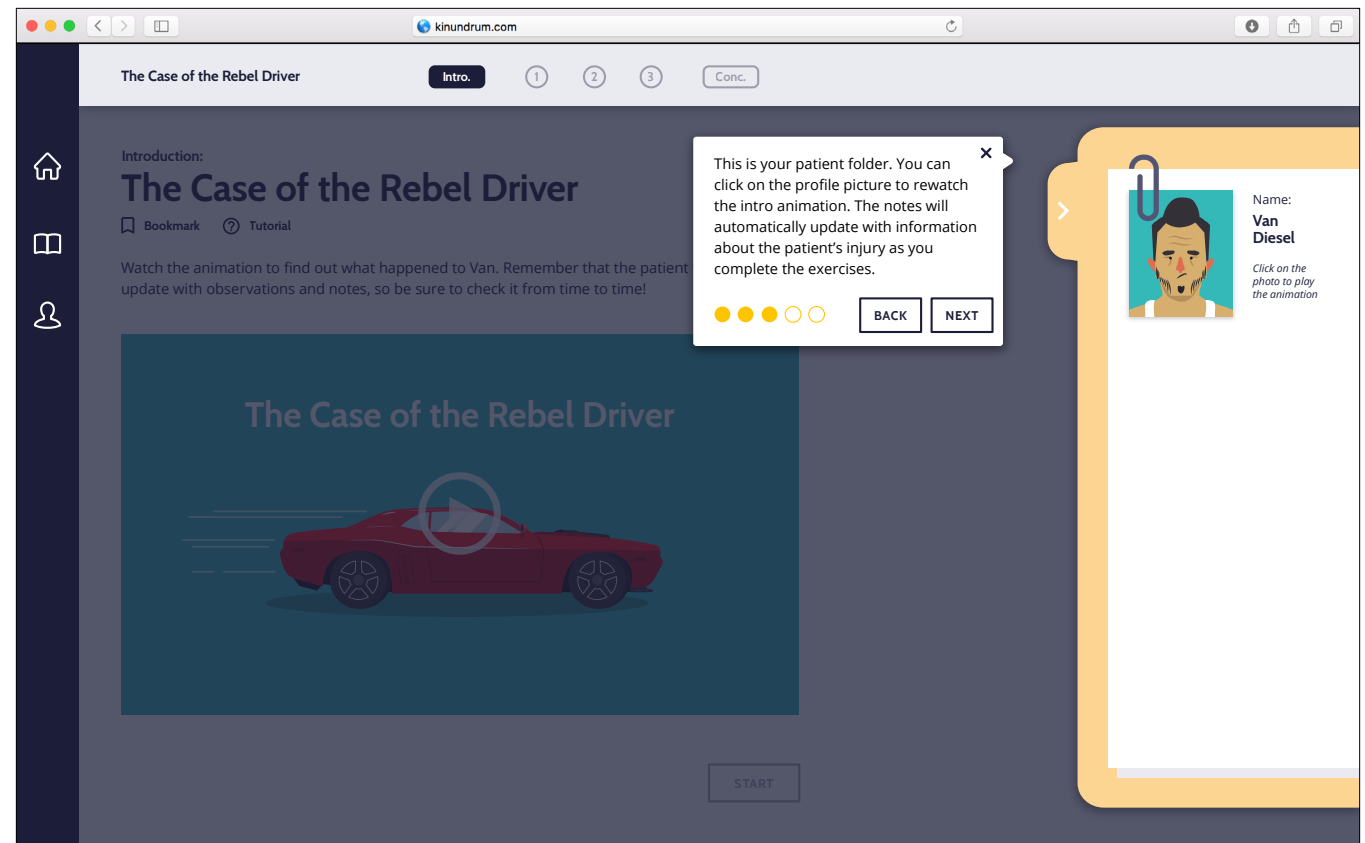 kinundrum.com
The Case of the Rebel Driver
Intro.
1
2
3
Conc.
Introduction:
The Case of the Rebel Driver
Bookmark
? Tutorial
Watch the animation to find out what happened to Van. Remember that the patient
update with observations and notes, so be sure to check it from time to time!
The Case of the Rebel Driver
START
This is your patient folder. You can
click on the profile picture to rewatch
the intro animation. The notes will
automatically update with information
about the patient’s injury as you
complete the exercises.
BACK
NEXT
Name:
Van
Diesel
Click on the
photo to play
the animation